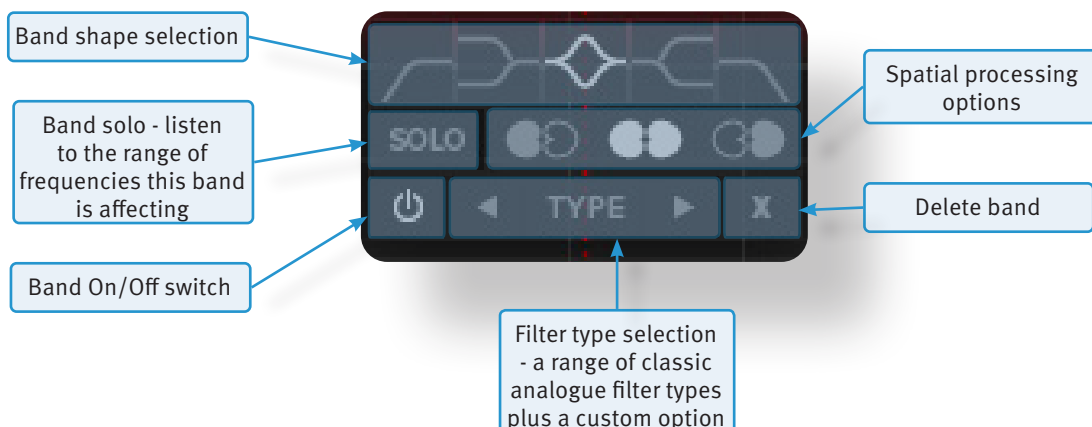 Band shape selection
Band solo - listen
to the range of
frequencies this band
is affecting
Band On/Off switch
SOLO
TYPE
X
Spatial processing
options
Delete band
Filter type selection
- a range of classic
analogue filter types
plus a custom option